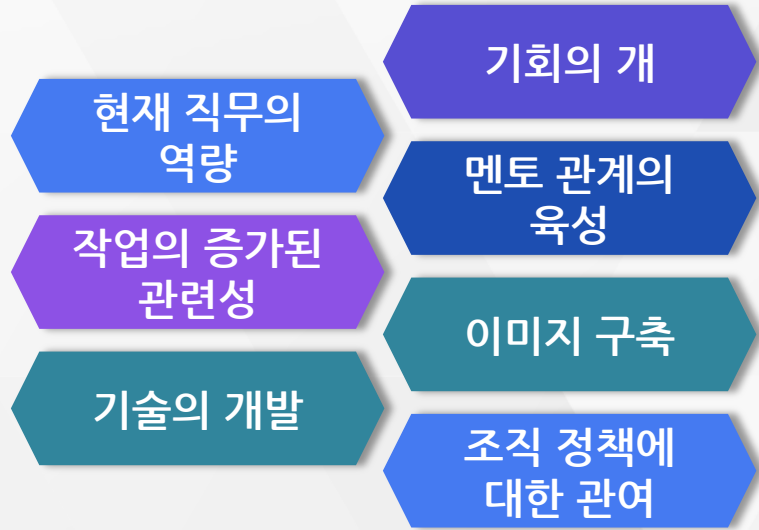 현재 직무의
역량
작업의 증가된
관련성
기술의 개발
기회의 개
멘토 관계의
육성
이미지 구축
조직 정책에
대한 관여